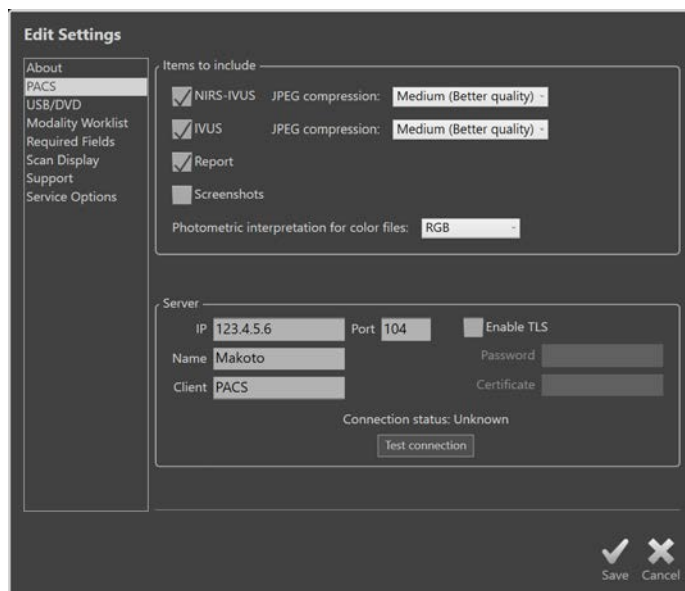 Edit Settings
About
PACS
USB/DVD
Modality Worklist
Required Fields
Scan Display
Support
Service Options
Items to include
NIRS-IVUS JPEG compression: Medium (Better quality)
IVUS JPEG compression: Medium (Better quality)
Report
Screenshots
Photometric interpretation for color files: RGB
Server
IP 123.4.5.6 Port 104 Enable TLS
Name Makoto Password
Client PACS Certificate
Connection status: Unknown
Test connection
Save Cancel